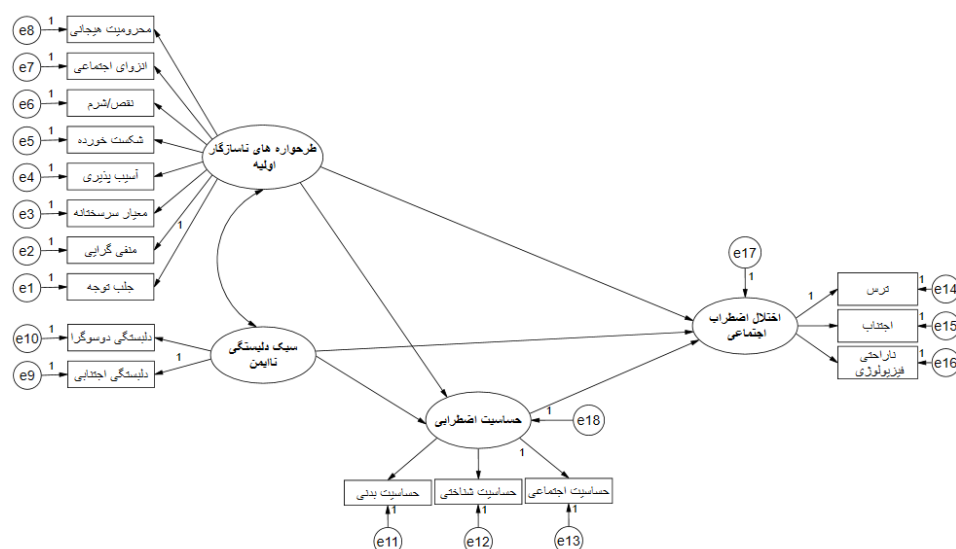 e8
1
محرومیت هیجانی
e7
1
انزوای اجتماعی
e6
1
نقص/شرم
e5
1
شکست خورده
e4
1
آسیب پذیری
e3
1
معیار سرسختانه
e2
1
منفی گرایی
e1
1
جلب توجه
1
طرحواره های ناسازگار
اولیه
e10
1
دلبستگی دوسوگرا
e9
1
دلبستگی اجتنابی
1
سبک دلبستگی
ناایمن
e17
1
اختلال اضطراب
اجتماعی
1
ترس
1
e14
اجتناب
1
e15
ناراحتی
فیزیولوژی
1
e16
حساسیت اضطرابی
1
e18
1
حساسیت بدنی
حساسیت شناختی
حساسیت اجتماعی
1
1
1
e11
e12
e13